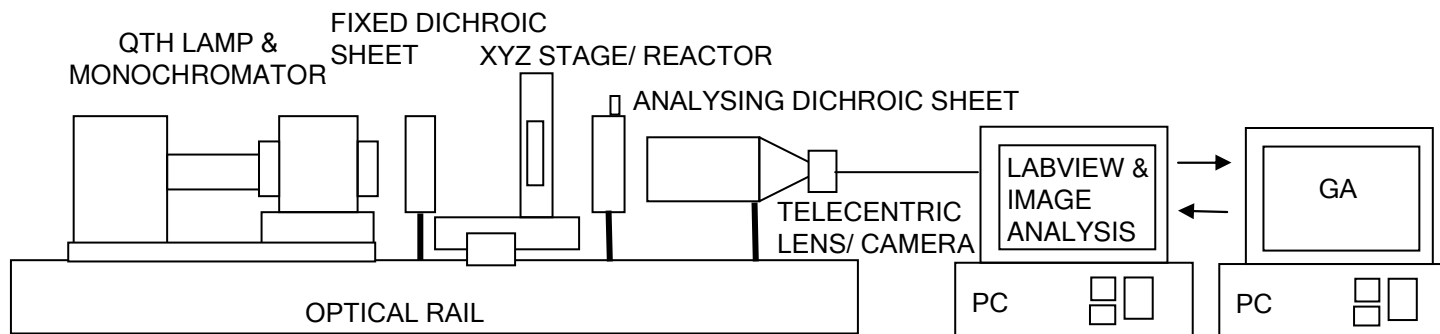 QTH LAMP &
MONOCHROMATOR
FIXED DICHROIC
SHEET
XYZ STAGE/ REACTOR
ANALYSING DICHROIC SHEET
TELECENTRIC
LENS/ CAMERA
LABVIEW &
IMAGE
ANALYSIS
GA
OPTICAL RAIL
PC
PC